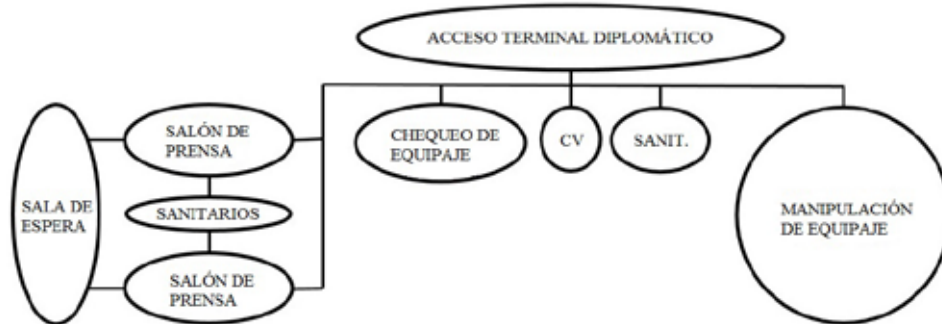 ACCESO TERMINAL DIPLOMÁTICO
SALÓN DE
PRENSA
CHEQUEO DE
EQUIPAJE
CV
SANIT.
SALA DE
ESPERA
SANITARIOS
MANIPULACIÓN
DE EQUIPAJE
SALÓN DE
PRENSA